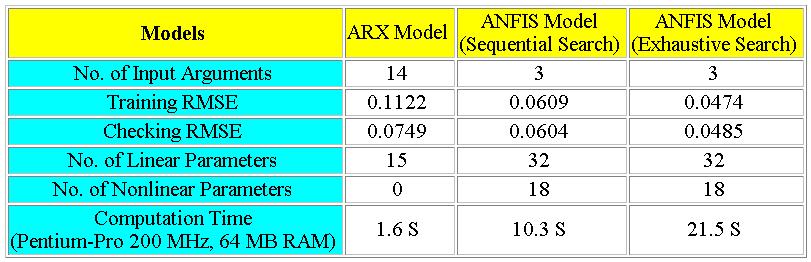 Models ARX Model ANFIS Model (Sequential Search) ANFIS Model (Exhaustive Search)
No. of Input Arguments 14 3 3
Training RMSE 0.1122 0.0609 0.0474
Checking RMSE 0.0749 0.0604 0.0485
No. of Linear Parameters 15 32 32
No. of Nonlinear Parameters 0 18 18
Computation Time (Pentium-Pro 200 MHz, 64 MB RAM) 1.6 S 10.3 S 21.5 S